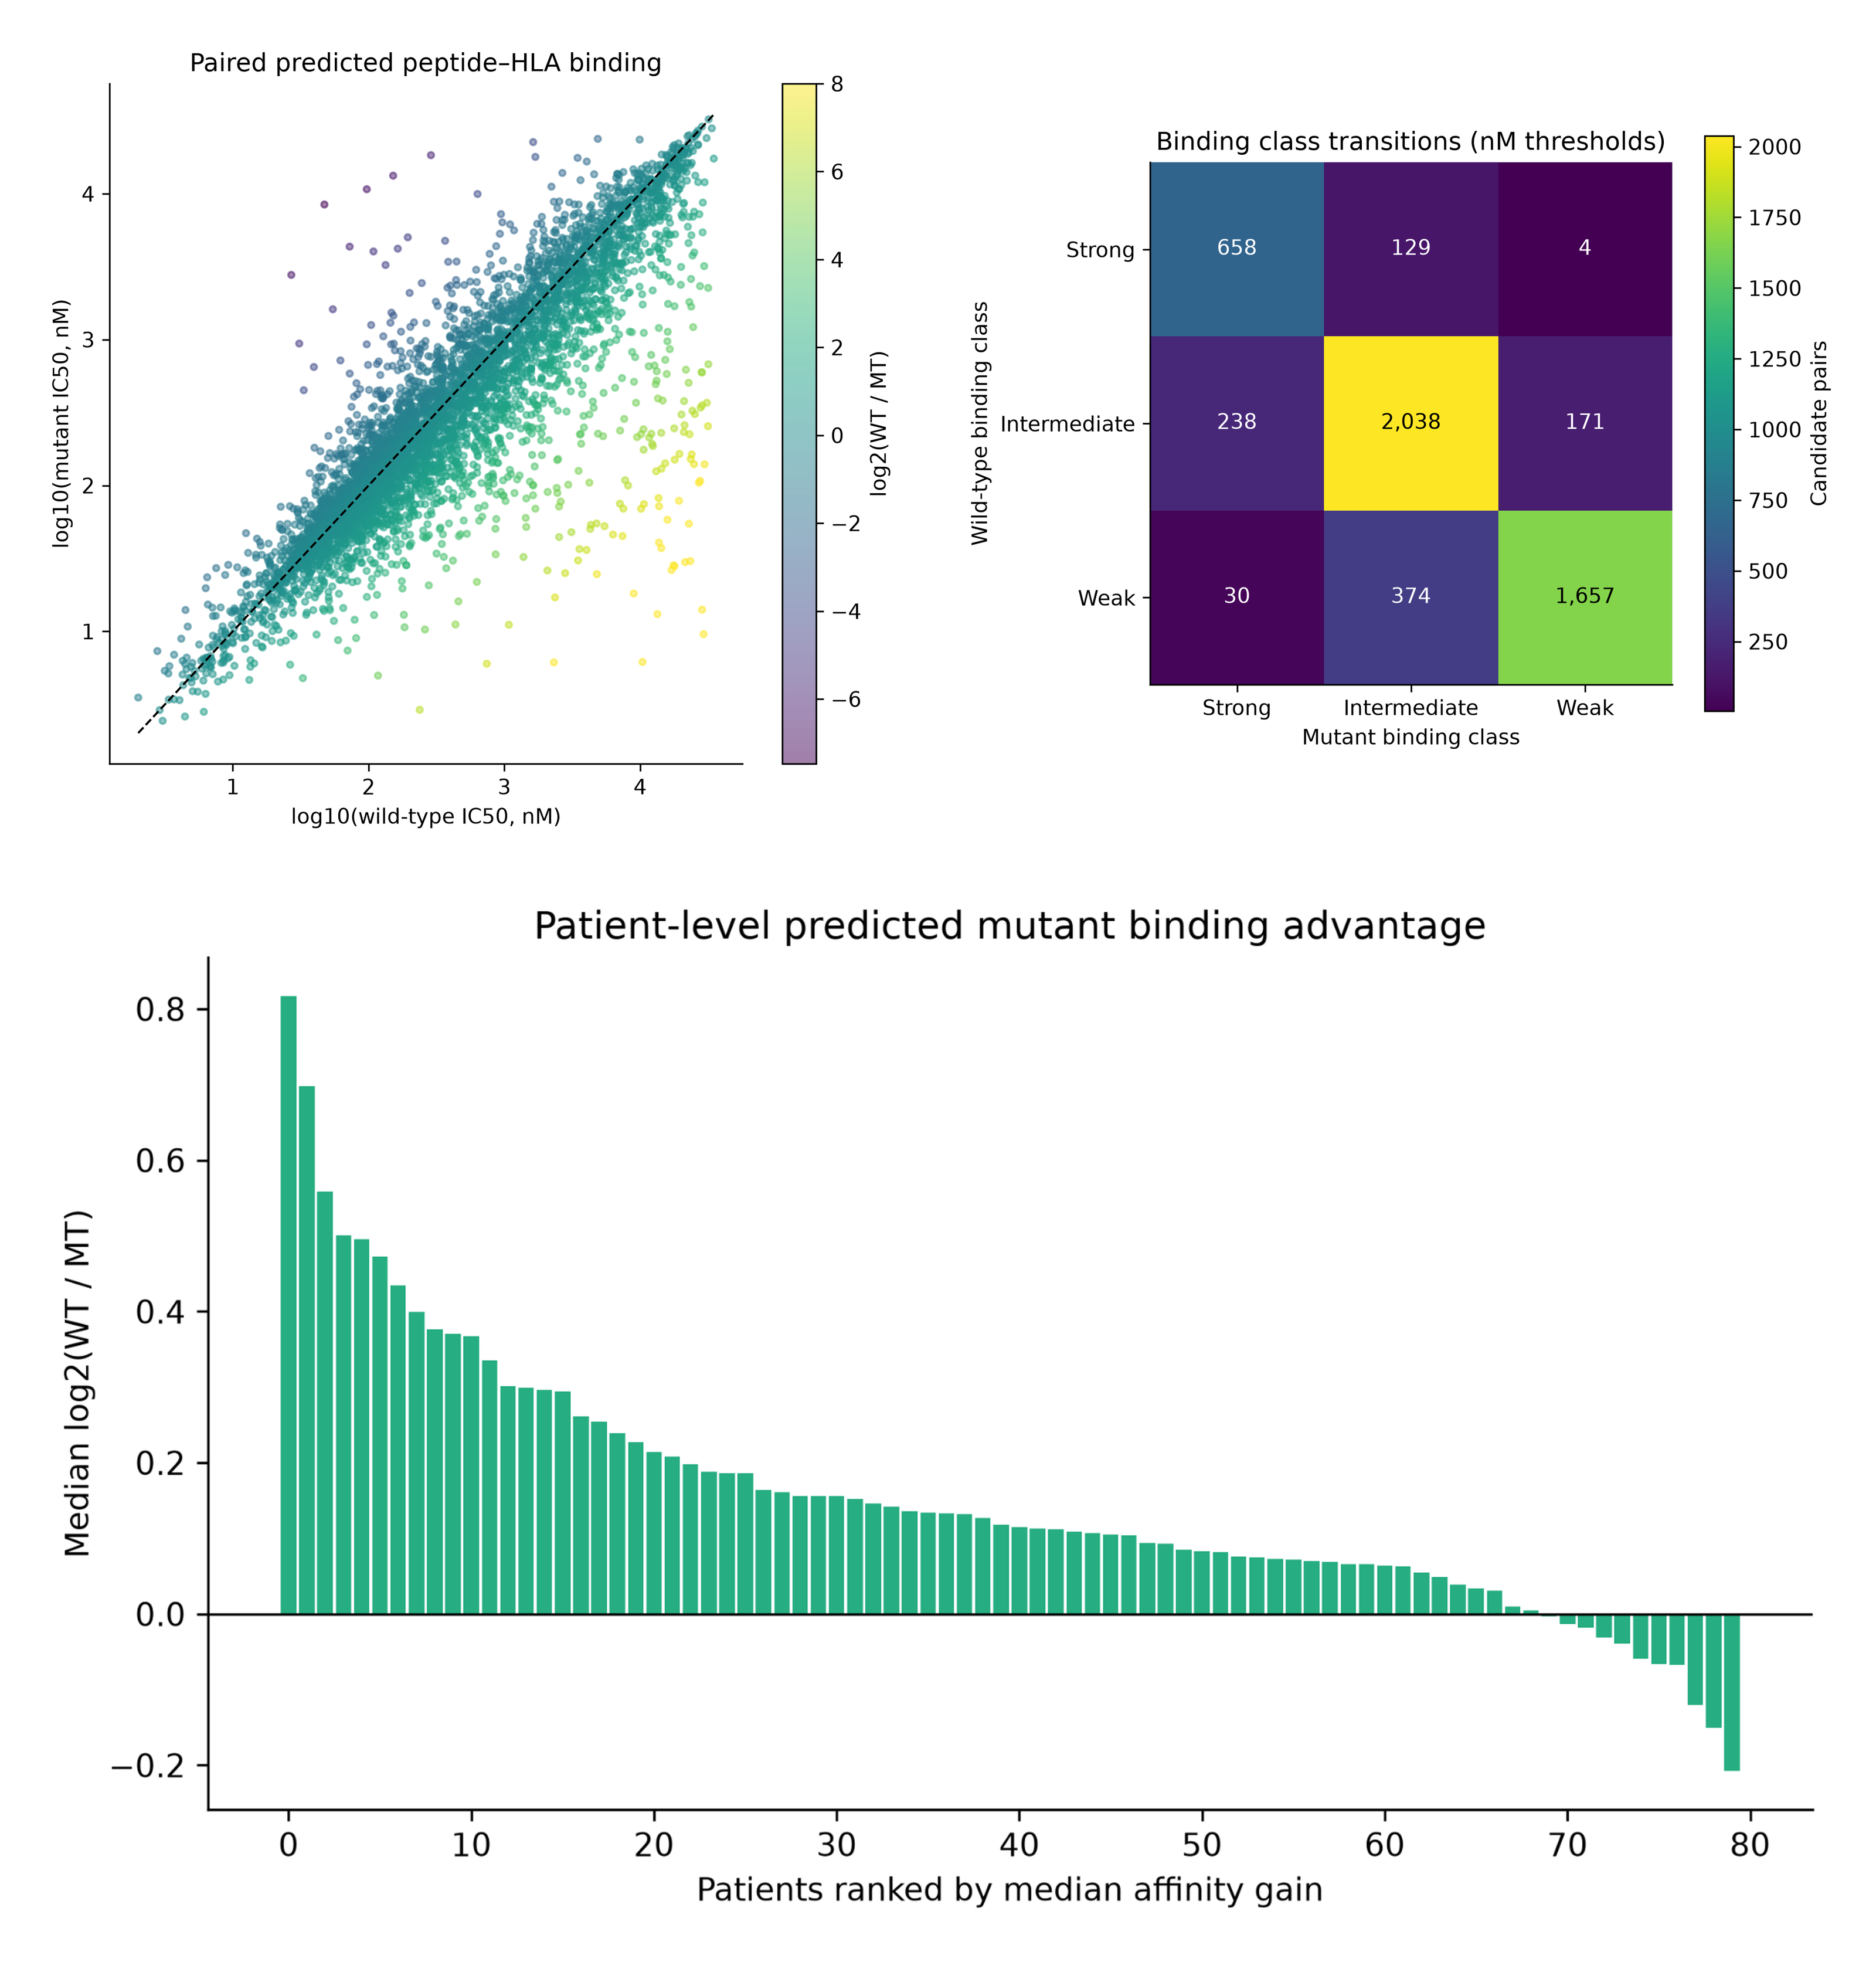 Paired predicted peptide–HLA binding
log10(mutant IC50, nM)
4
3
2
1
1 2 3 4
log10(wild-type IC50, nM)
8
6
4
2
0
−2
−4
−6
log2(WT / MT)
Binding class transitions (nM thresholds)
Wild-type binding class
Strong 658 129 4
Intermediate 238 2,038 171
Weak 30 374 1,657
Strong Intermediate Weak
Mutant binding class
2000
1750
1500
1250
1000
750
500
250
Candidate pairs
Patient-level predicted mutant binding advantage
Median log2(WT / MT)
0.8
0.6
0.4
0.2
0.0
−0.2
0 10 20 30 40 50 60 70 80
Patients ranked by median affinity gain